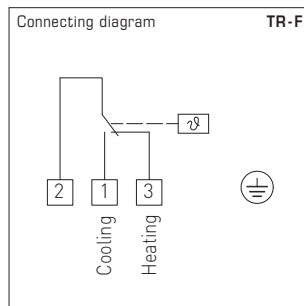 Connecting diagram TR-F
ϑ
2 1 3
Cooling
Heating